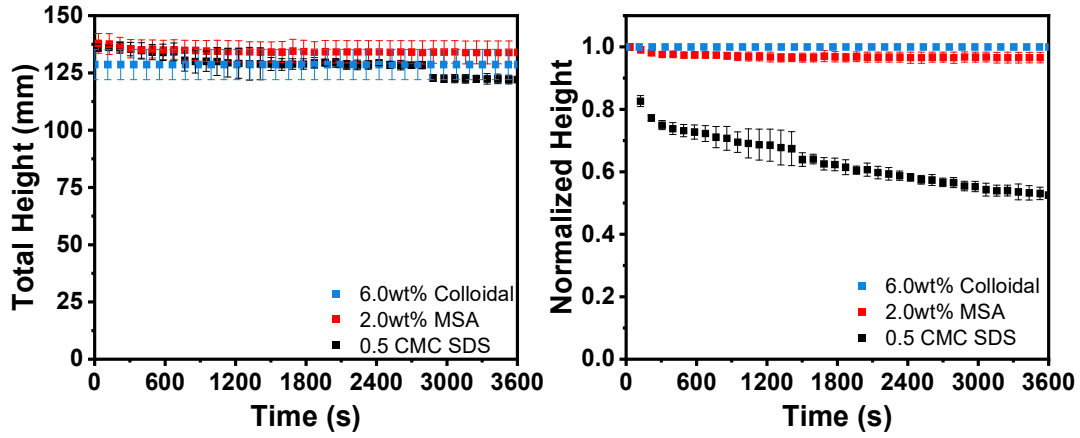 Total Height (mm)
150
125
100
75
50
25
0
6.0wt% Colloidal
2.0wt% MSA
0.5 CMC SDS
0 600 1200 1800 2400 3000 3600
Time (s)
Normalized Height
1.0
0.8
0.6
0.4
0.2
0.0
6.0wt% Colloidal
2.0wt% MSA
0.5 CMC SDS
0 600 1200 1800 2400 3000 3600
Time (s)